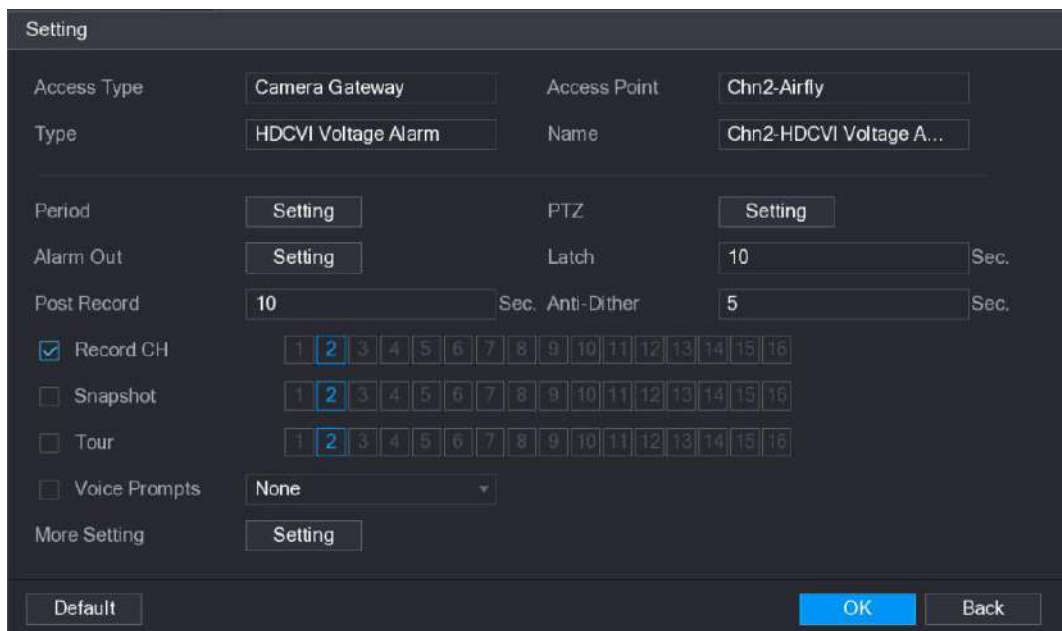 Setting
Access Type Camera Gateway Access Point Chn2-Airfly
Type HDCVI Voltage Alarm Name Chn2-HDCVI Voltage A...
Period Setting PTZ Setting
Alarm Out Setting Latch 10 Sec.
Post Record 10 Sec. Anti-Dither 5 Sec.
Record CH 1 2 3 4 5 6 7 8 9 10 11 12 13 14 15 16
Snapshot 1 2 3 4 5 6 7 8 9 10 11 12 13 14 15 16
Tour 1 2 3 4 5 6 7 8 9 10 11 12 13 14 15 16
Voice Prompts None
More Setting Setting
Default OK Back